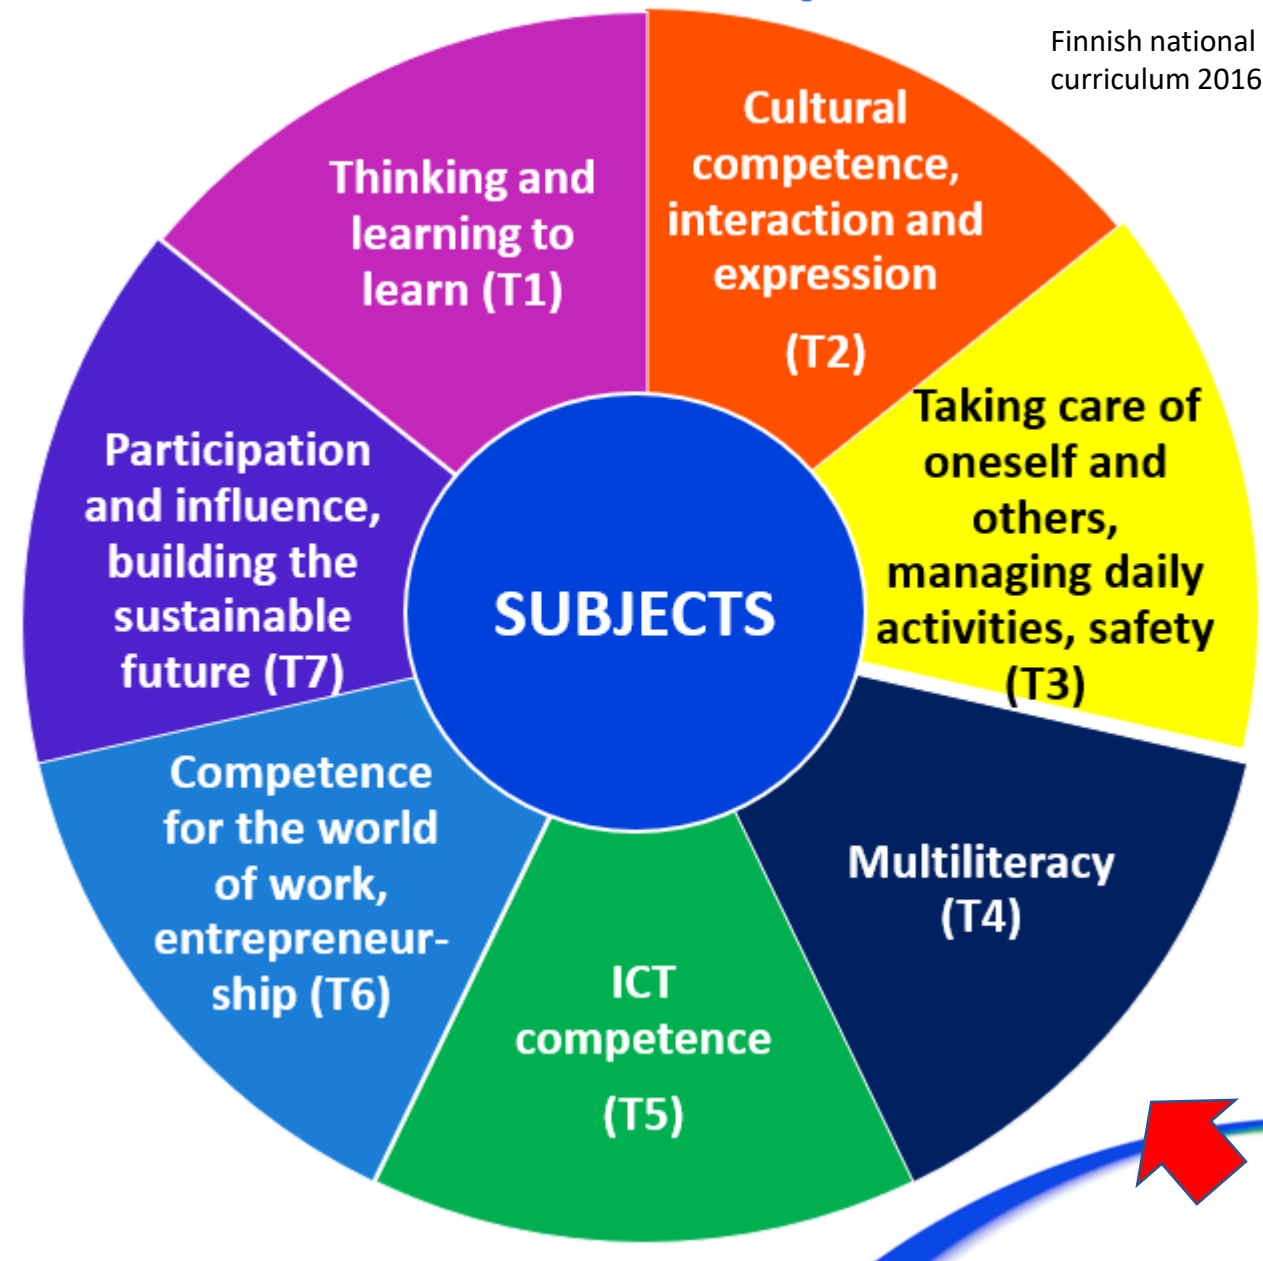 Finnish national
curriculum 2016
Thinking and
learning to
learn (T1)
Cultural
competence,
interaction and
expression
(T2)
Taking care of
oneself and
others,
managing daily
activities, safety
(T3)
Multiliteracy
(T4)
ICT
competence
(T5)
Competence
for the world
of work,
entrepreneur-
ship (T6)
Participation
and influence,
building the
sustainable
future (T7)
SUBJECTS